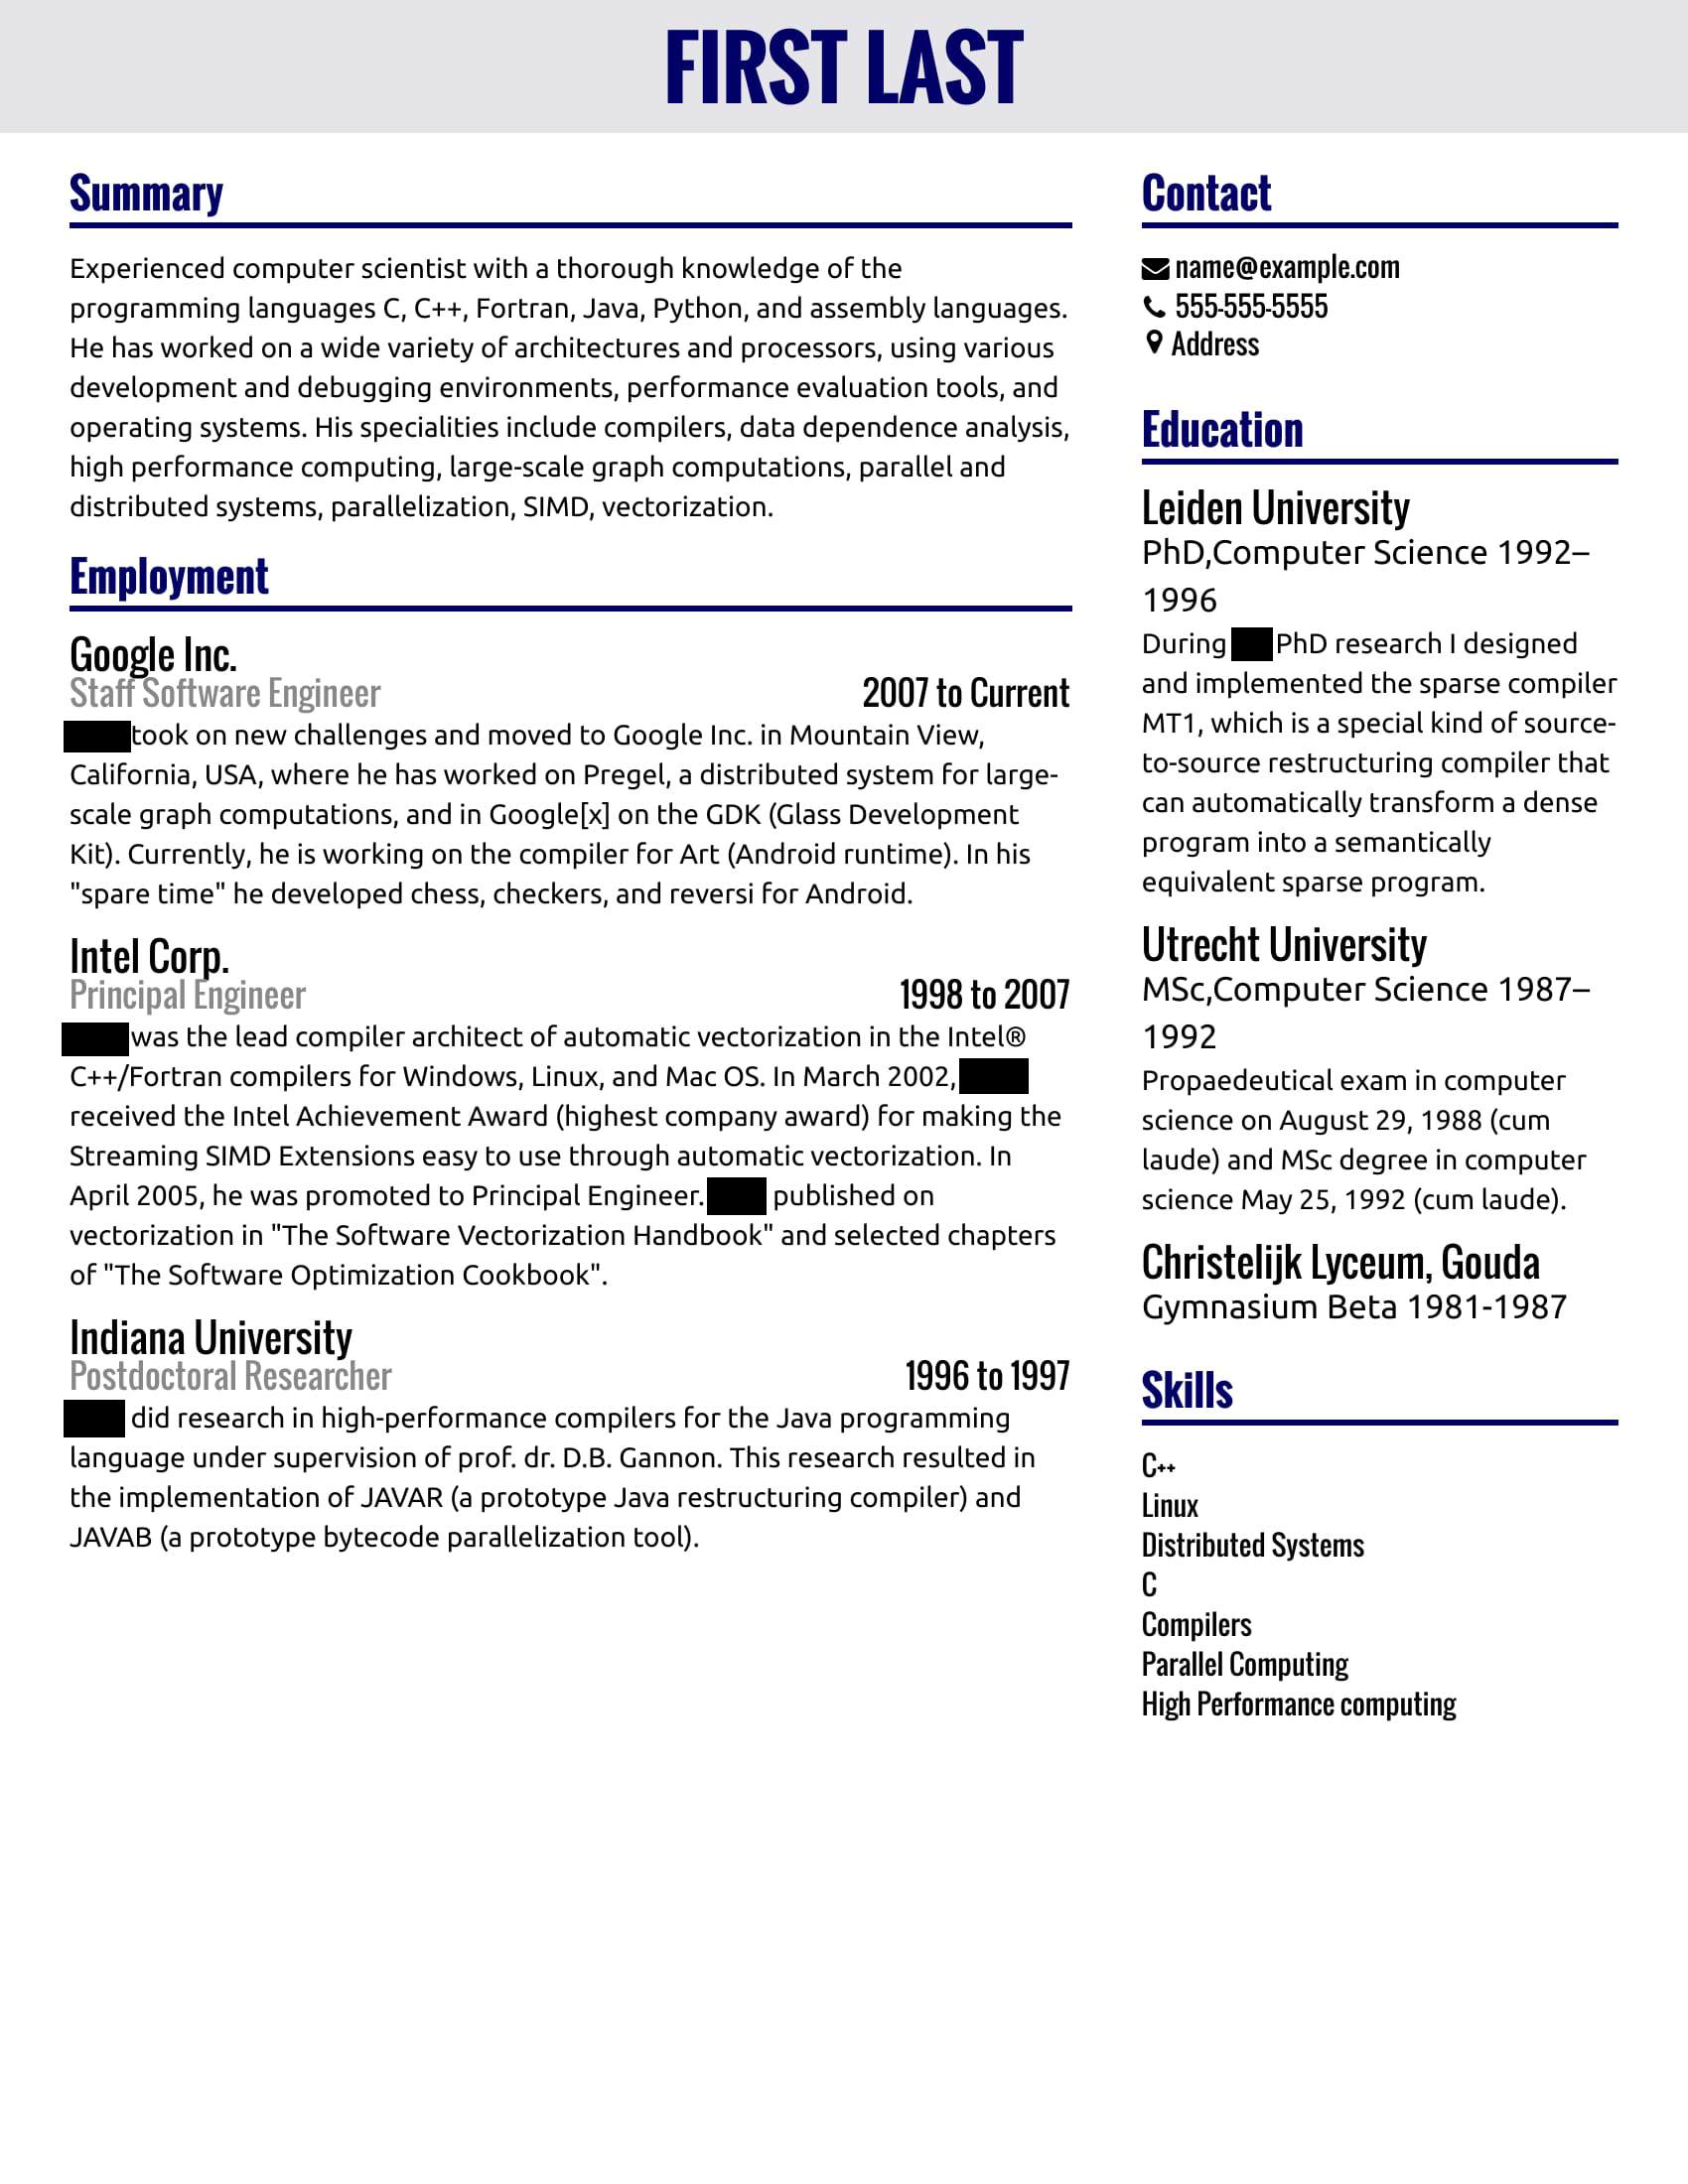 FIRST LAST
Summary
Experienced computer scientist with a thorough knowledge of the
programming languages C, C++, Fortran, Java, Python, and assembly languages.
He has worked on a wide variety of architectures and processors, using various
development and debugging environments, performance evaluation tools, and
operating systems. His specialities include compilers, data dependence analysis,
high performance computing, large-scale graph computations, parallel and
distributed systems, parallelization, SIMD, vectorization.
Employment
Google Inc.
Staff Software Engineer 2007 to Current
took on new challenges and moved to Google Inc. in Mountain View,
California, USA, where he has worked on Pregel, a distributed system for large-
scale graph computations, and in Google[x] on the GDK (Glass Development
Kit). Currently, he is working on the compiler for Art (Android runtime). In his
"spare time" he developed chess, checkers, and reversi for Android.
Intel Corp.
Principal Engineer 1998 to 2007
was the lead compiler architect of automatic vectorization in the Intel®
C++/Fortran compilers for Windows, Linux, and Mac OS. In March 2002,
received the Intel Achievement Award (highest company award) for making the
Streaming SIMD Extensions easy to use through automatic vectorization. In
April 2005, he was promoted to Principal Engineer. published on
vectorization in "The Software Vectorization Handbook" and selected chapters
of "The Software Optimization Cookbook".
Indiana University
Postdoctoral Researcher 1996 to 1997
did research in high-performance compilers for the Java programming
language under supervision of prof. dr. D.B. Gannon. This research resulted in
the implementation of JAVAR (a prototype Java restructuring compiler) and
JAVAB (a prototype bytecode parallelization tool).
Contact
name@example.com
555-555-5555
Address
Education
Leiden University
PhD,Computer Science 1992–
1996
During PhD research I designed
and implemented the sparse compiler
MT1, which is a special kind of source-
to-source restructuring compiler that
can automatically transform a dense
program into a semantically
equivalent sparse program.
Utrecht University
MSc,Computer Science 1987–
1992
Propaedeutical exam in computer
science on August 29, 1988 (cum
laude) and MSc degree in computer
science May 25, 1992 (cum laude).
Christelijk Lyceum, Gouda
Gymnasium Beta 1981-1987
Skills
C++
Linux
Distributed Systems
C
Compilers
Parallel Computing
High Performance computing